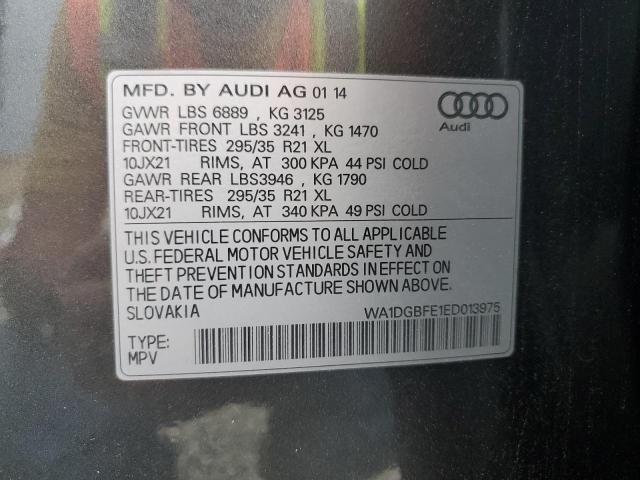 MFD. BY AUDI AG 01 14
GVWR LBS 6889 , KG 3125
GAWR FRONT LBS 3241 , KG 1470
FRONT-TIRES 295/35 R21 XL
10JX21 RIMS, AT 300 KPA 44 PSI COLD
GAWR REAR LBS3946 , KG 1790
REAR-TIRES 295/35 R21 XL
10JX21 RIMS, AT 340 KPA 49 PSI COLD
Audi
THIS VEHICLE CONFORMS TO ALL APPLICABLE
U.S. FEDERAL MOTOR VEHICLE SAFETY AND
THEFT PREVENTION STANDARDS IN EFFECT ON
THE DATE OF MANUFACTURE SHOWN ABOVE.
SLOVAKIA WA1DGBFE1ED013975
TYPE:
MPV